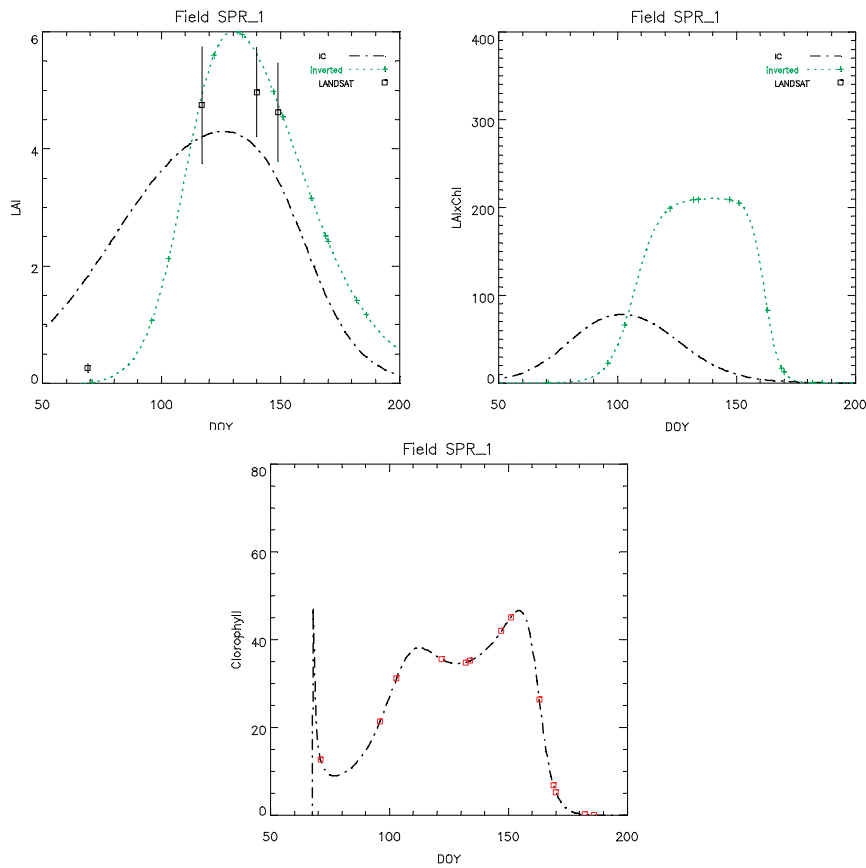 Field SPR_1
6
4
2
0
LAI
IC
inverted
LANDSAT
50
100
150
200
DOY
Field SPR_1
400
300
200
100
0
LAIxChl
IC
inverted
LANDSAT
50
100
150
200
DOY
Field SPR_1
80
60
40
20
0
Clorophyll
50
100
150
200
DOY